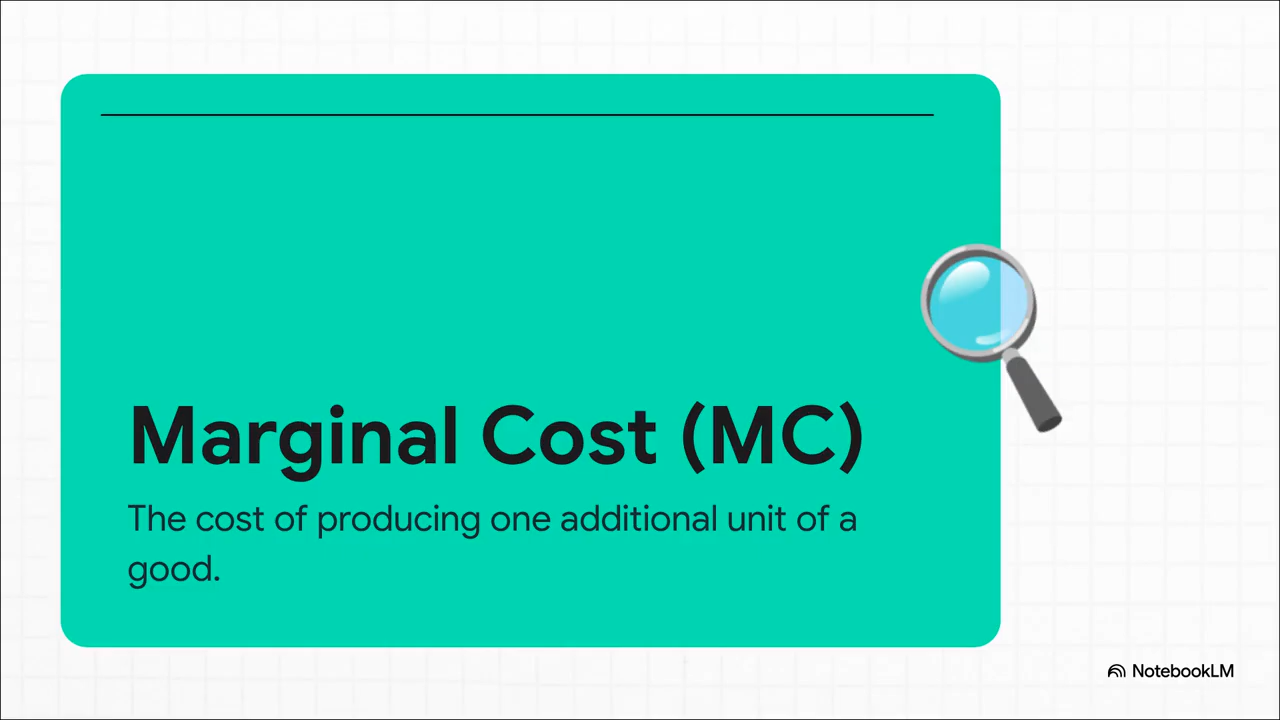 Marginal Cost (MC)
The cost of producing one additional unit of a
good.
NotebookLM